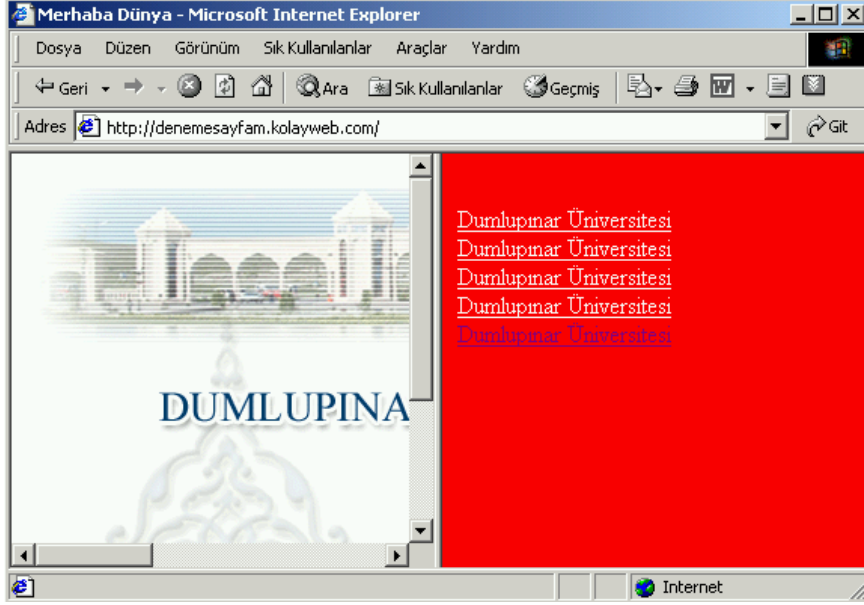 Merhaba Dünya - Microsoft Internet Explorer
Dosya Düzen Görünüm Sık Kullanılanlar Araçlar Yardım
Geri Ara Sık Kullanılanlar Geçmiş W
Adres http://denemesayfam.kolayweb.com/ Git
Dumlupınar Üniversitesi
Dumlupınar Üniversitesi
Dumlupınar Üniversitesi
Dumlupınar Üniversitesi
Dumlupınar Üniversitesi
DUMLUPINA
Internet